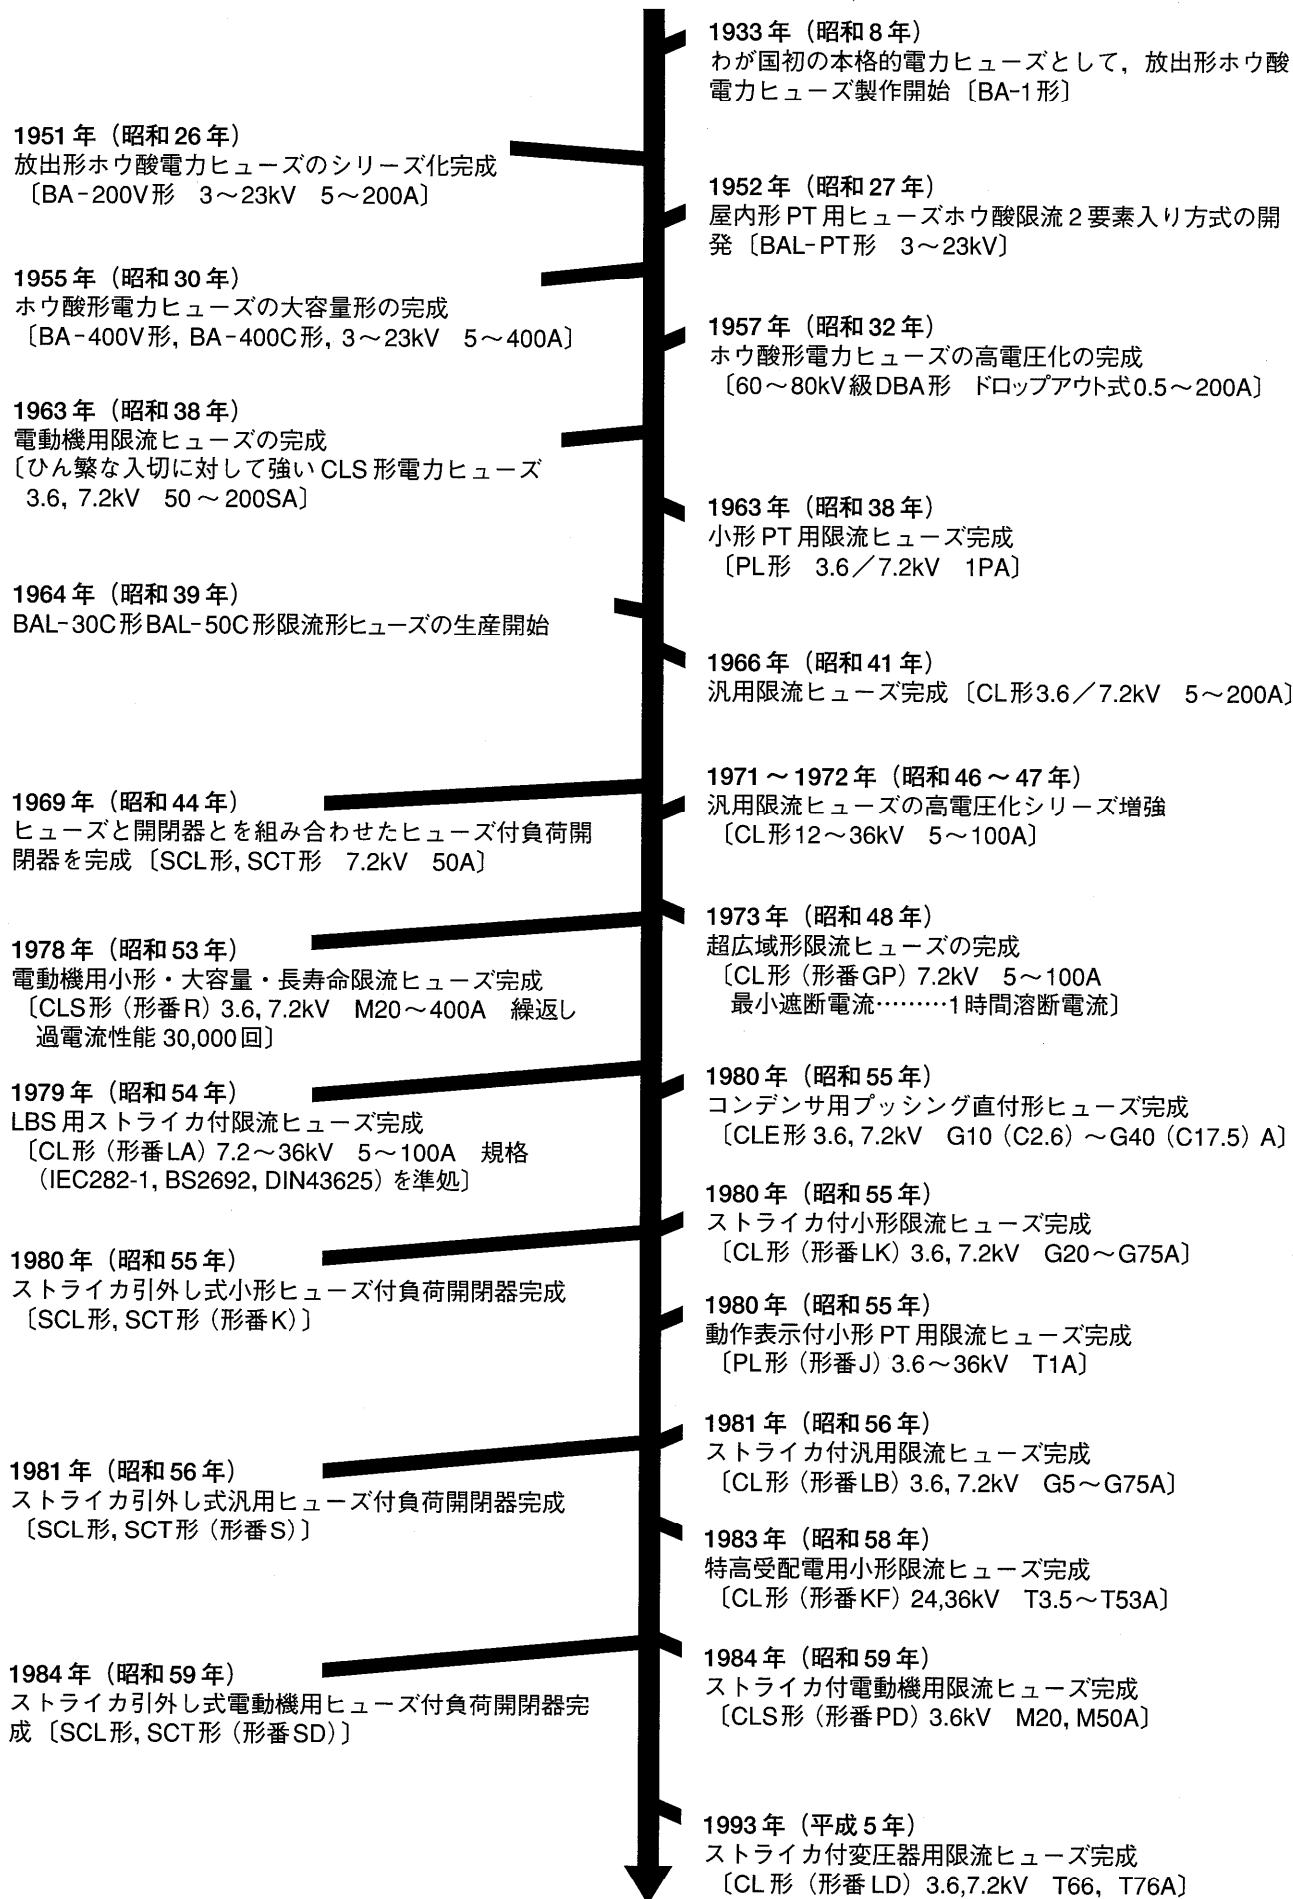 1933年（昭和8年）
わが国初の本格的電力ヒューズとして，放出形ホウ酸
電力ヒューズ製作開始〔BA-1形〕
1951年（昭和26年）
放出形ホウ酸電力ヒューズのシリーズ化完成
〔BA-200V形　3～23kV　5～200A〕
1952年（昭和27年）
屋内形PT用ヒューズホウ酸限流2要素入り方式の開
発〔BAL-PT形　3～23kV〕
1955年（昭和30年）
ホウ酸形電力ヒューズの大容量形の完成
〔BA-400V形, BA-400C形, 3～23kV　5～400A〕
1957年（昭和32年）
ホウ酸形電力ヒューズの高電圧化の完成
〔60～80kV級DBA形　ドロップアウト式0.5～200A〕
1963年（昭和38年）
電動機用限流ヒューズの完成
〔ひん繁な入切に対して強いCLS形電力ヒューズ
3.6, 7.2kV　50～200SA〕
1963年（昭和38年）
小形PT用限流ヒューズ完成
〔PL形　3.6／7.2kV　1PA〕
1964年（昭和39年）
BAL-30C形BAL-50C形限流形ヒューズの生産開始
1966年（昭和41年）
汎用限流ヒューズ完成〔CL形3.6／7.2kV　5～200A〕
1969年（昭和44年）
ヒューズと開閉器とを組み合わせたヒューズ付負荷開
閉器を完成〔SCL形, SCT形　7.2kV　50A〕
1971～1972年（昭和46～47年）
汎用限流ヒューズの高電圧化シリーズ増強
〔CL形12～36kV　5～100A〕
1973年（昭和48年）
超広域形限流ヒューズの完成
〔CL形（形番GP）7.2kV　5～100A
最小遮断電流………1時間溶断電流〕
1978年（昭和53年）
電動機用小形・大容量・長寿命限流ヒューズ完成
〔CLS形（形番R）3.6, 7.2kV　M20～400A　繰返し
過電流性能30,000回〕
1979年（昭和54年）
LBS用ストライカ付限流ヒューズ完成
〔CL形（形番LA）7.2～36kV　5～100A　規格
（IEC282-1, BS2692, DIN43625）を準処〕
1980年（昭和55年）
コンデンサ用プッシング直付形ヒューズ完成
〔CLE形3.6, 7.2kV　G10（C2.6）～G40（C17.5）A〕
1980年（昭和55年）
ストライカ付小形限流ヒューズ完成
〔CL形（形番LK）3.6, 7.2kV　G20～G75A〕
1980年（昭和55年）
ストライカ引外し式小形ヒューズ付負荷開閉器完成
〔SCL形, SCT形（形番K）〕
1980年（昭和55年）
動作表示付小形PT用限流ヒューズ完成
〔PL形（形番J）3.6～36kV　T1A〕
1981年（昭和56年）
ストライカ付汎用限流ヒューズ完成
〔CL形（形番LB）3.6, 7.2kV　G5～G75A〕
1981年（昭和56年）
ストライカ引外し式汎用ヒューズ付負荷開閉器完成
〔SCL形, SCT形（形番S）〕
1983年（昭和58年）
特高受配電用小形限流ヒューズ完成
〔CL形（形番KF）24,36kV　T3.5～T53A〕
1984年（昭和59年）
ストライカ付電動機用限流ヒューズ完成
〔CLS形（形番PD）3.6kV　M20, M50A〕
1984年（昭和59年）
ストライカ引外し式電動機用ヒューズ付負荷開閉器完
成〔SCL形, SCT形（形番SD）〕
1993年（平成5年）
ストライカ付変圧器用限流ヒューズ完成
〔CL形（形番LD）3.6,7.2kV　T66，T76A〕